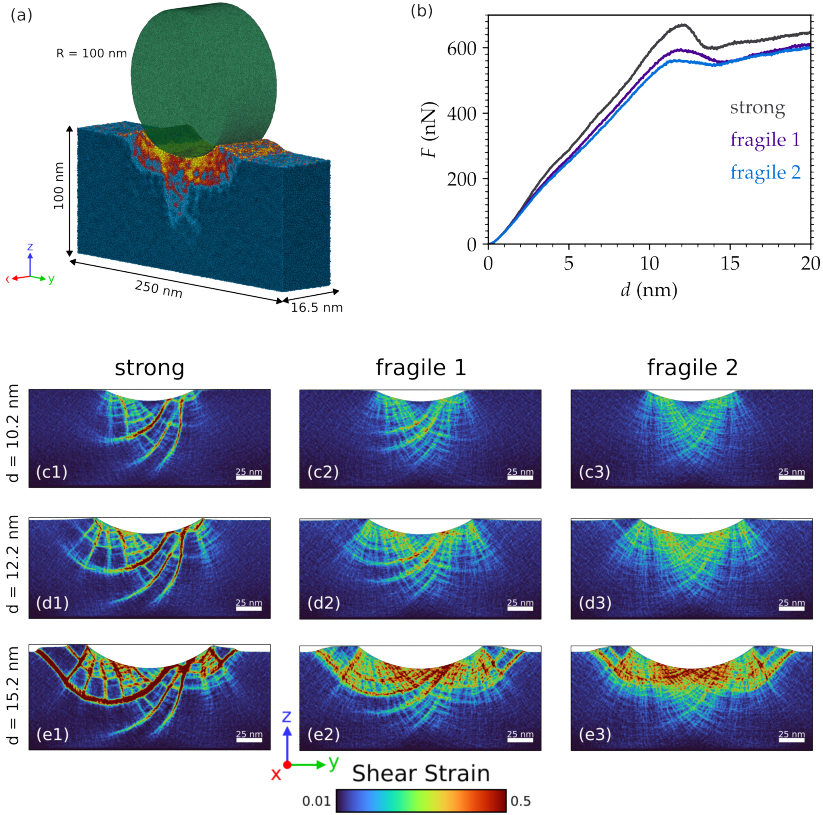 (a)
R = 100 nm
100 nm
250 nm
16.5 nm
z
x
y
(b)
600
400
200
0
F (nN)
0
5
10
15
20
d (nm)
strong
fragile 1
fragile 2
strong
fragile 1
fragile 2
d = 10.2 nm
(c1)
25 nm
(c2)
25 nm
(c3)
25 nm
d = 12.2 nm
(d1)
25 nm
(d2)
25 nm
(d3)
25 nm
d = 15.2 nm
(e1)
25 nm
(e2)
25 nm
(e3)
25 nm
z
x
y
Shear Strain
0.01
0.5